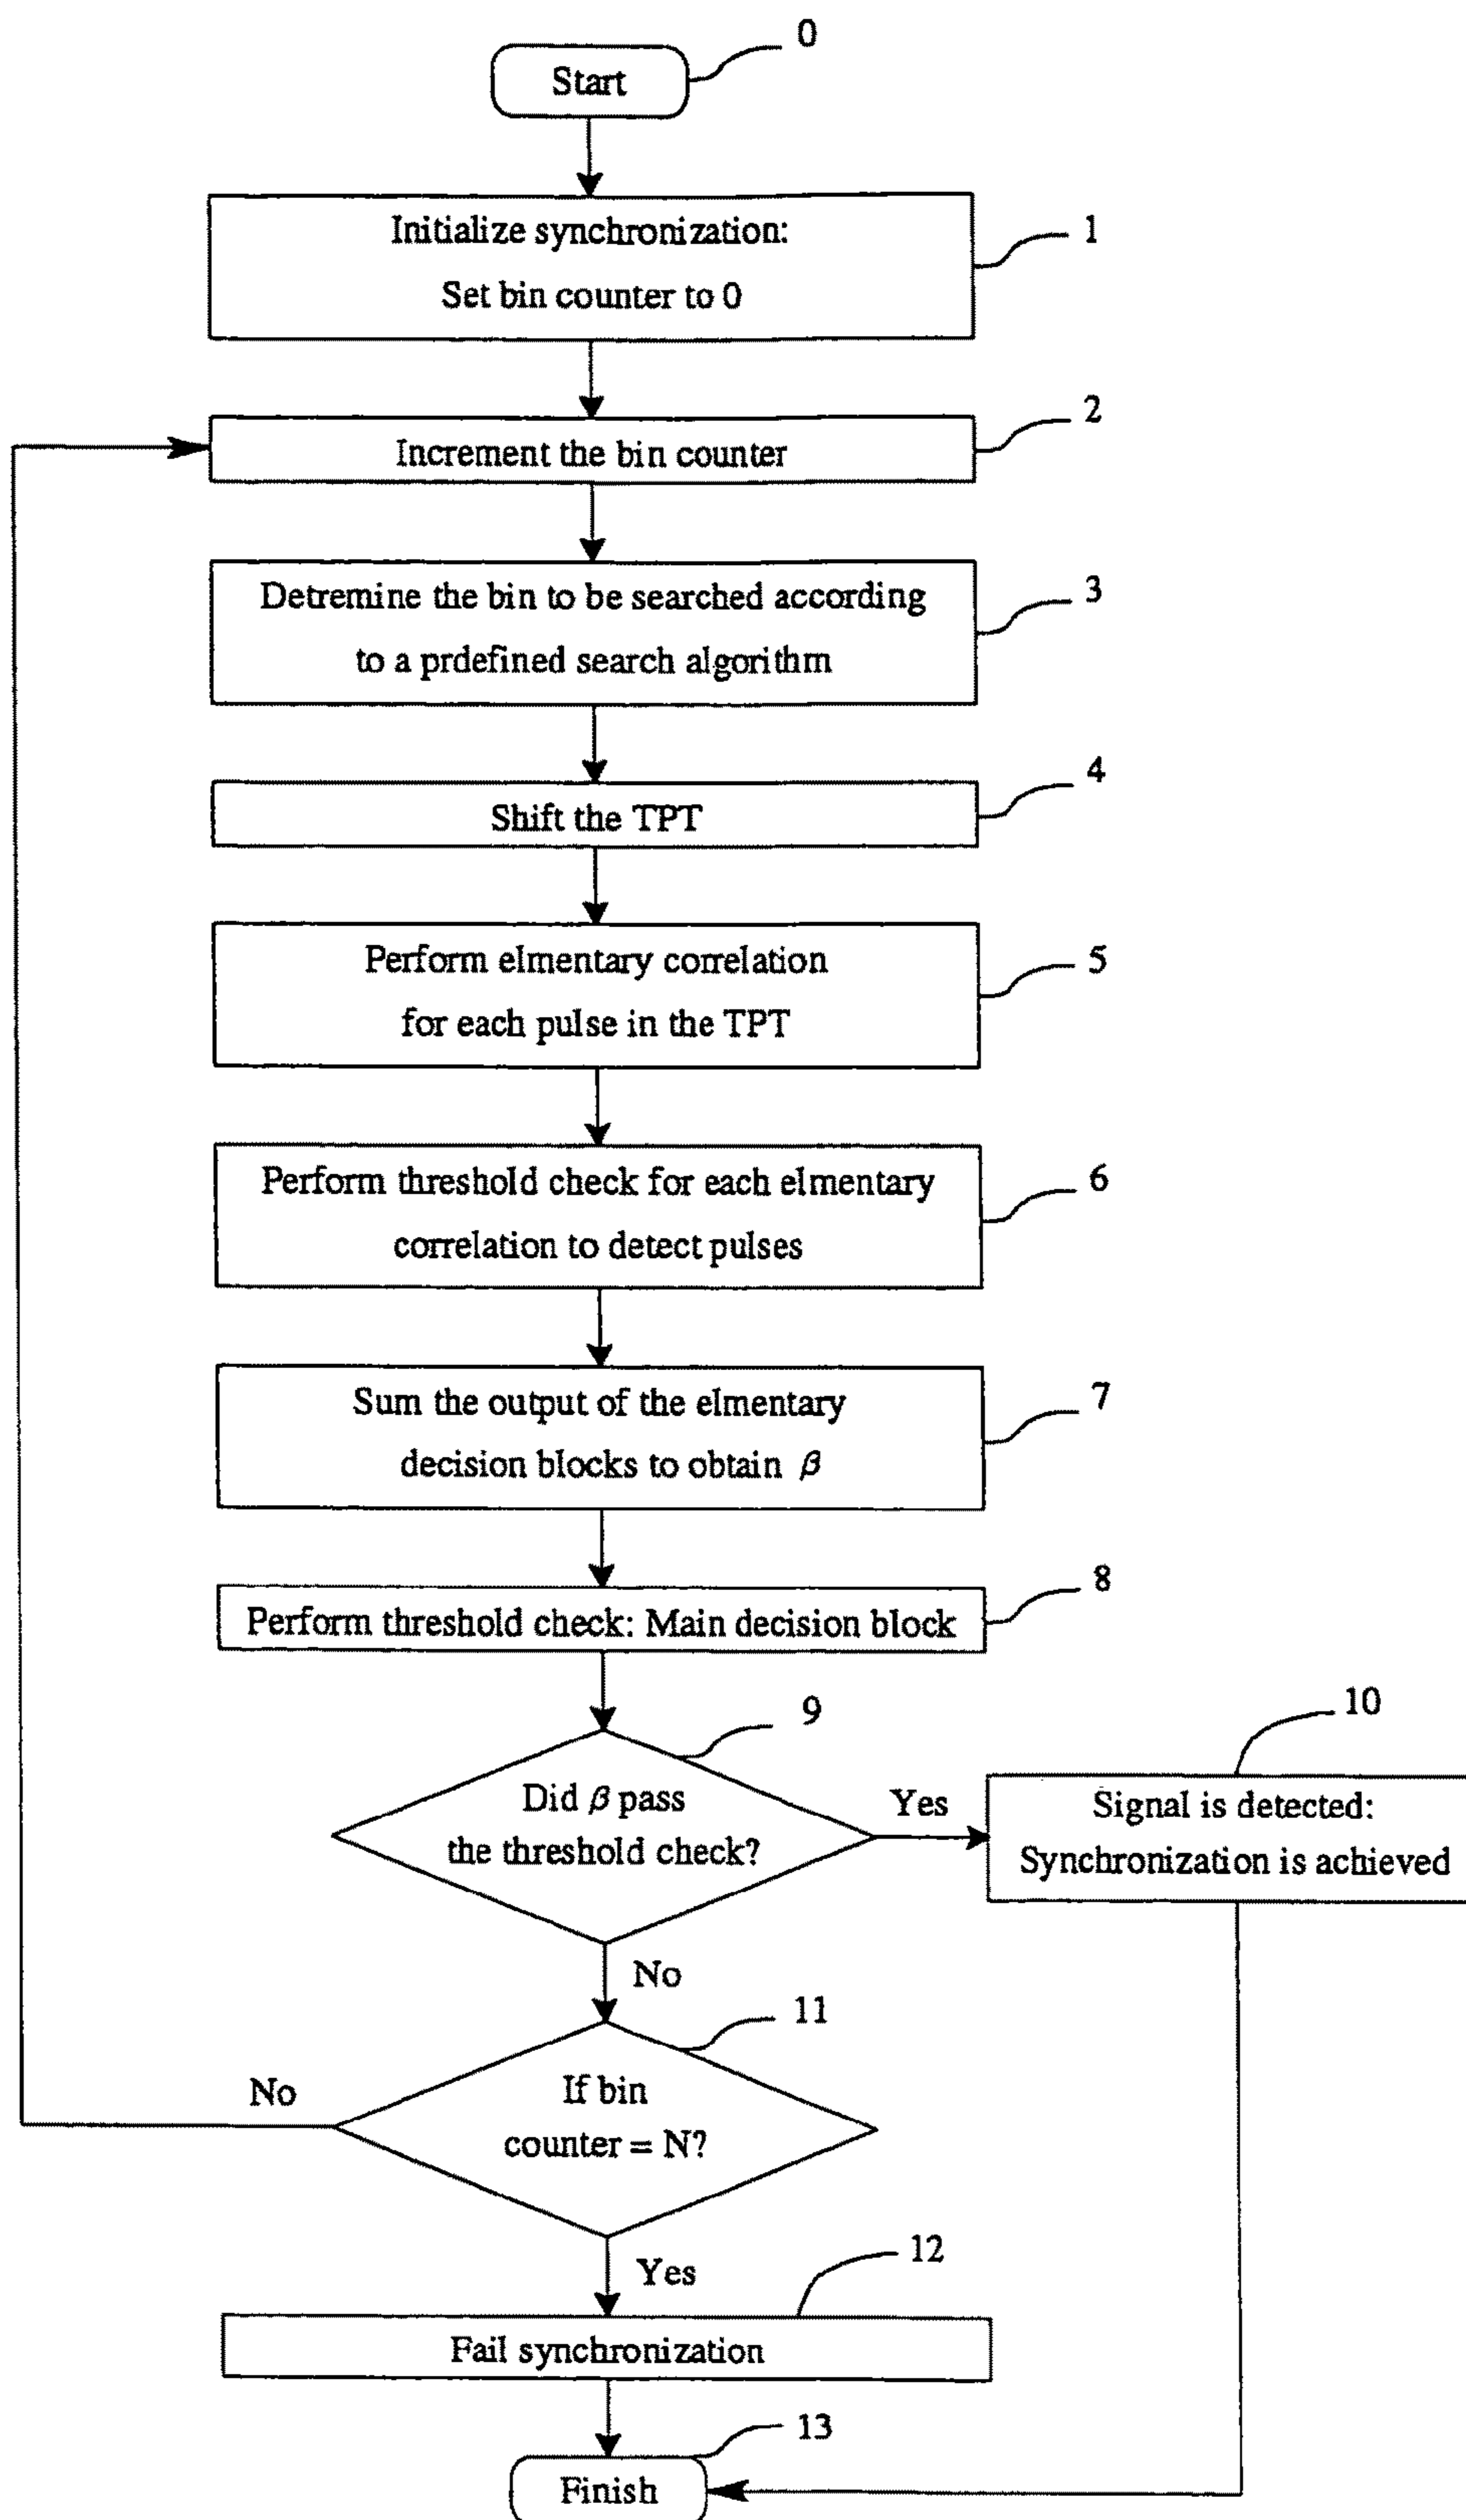 0
Start
Initialize synchronization:
Set bin counter to 0
1
Increment the bin counter
2
Detremine the bin to be searched according
to a prdefined search algorithm
3
Shift the TPT
4
Perform elmentary correlation
for each pulse in the TPT
5
Perform threshold check for each elmentary
correlation to detect pulses
6
Sum the output of the elmentary
decision blocks to obtain β
7
Perform threshold check: Main decision block
8
9
Did β pass
the threshold check?
Yes
10
Signal is detected:
Synchronization is achieved
No
11
If bin
counter = N?
No
Yes
12
Fail synchronization
13
Finish